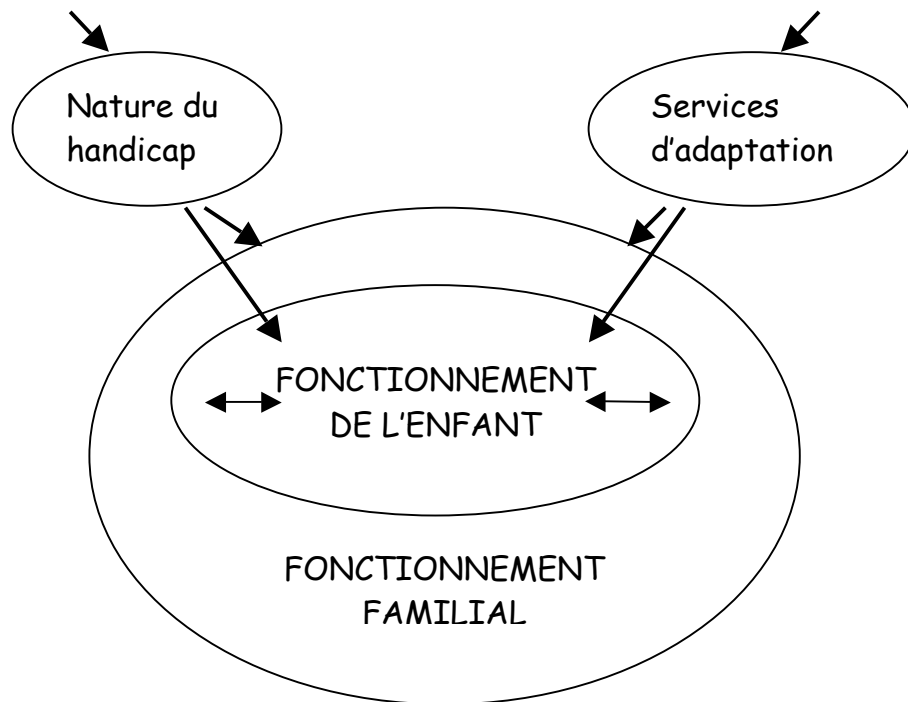 Nature du
handicap
Services
d'adaptation
FONCTIONNEMENT
DE L'ENFANT
FONCTIONNEMENT
FAMILIAL